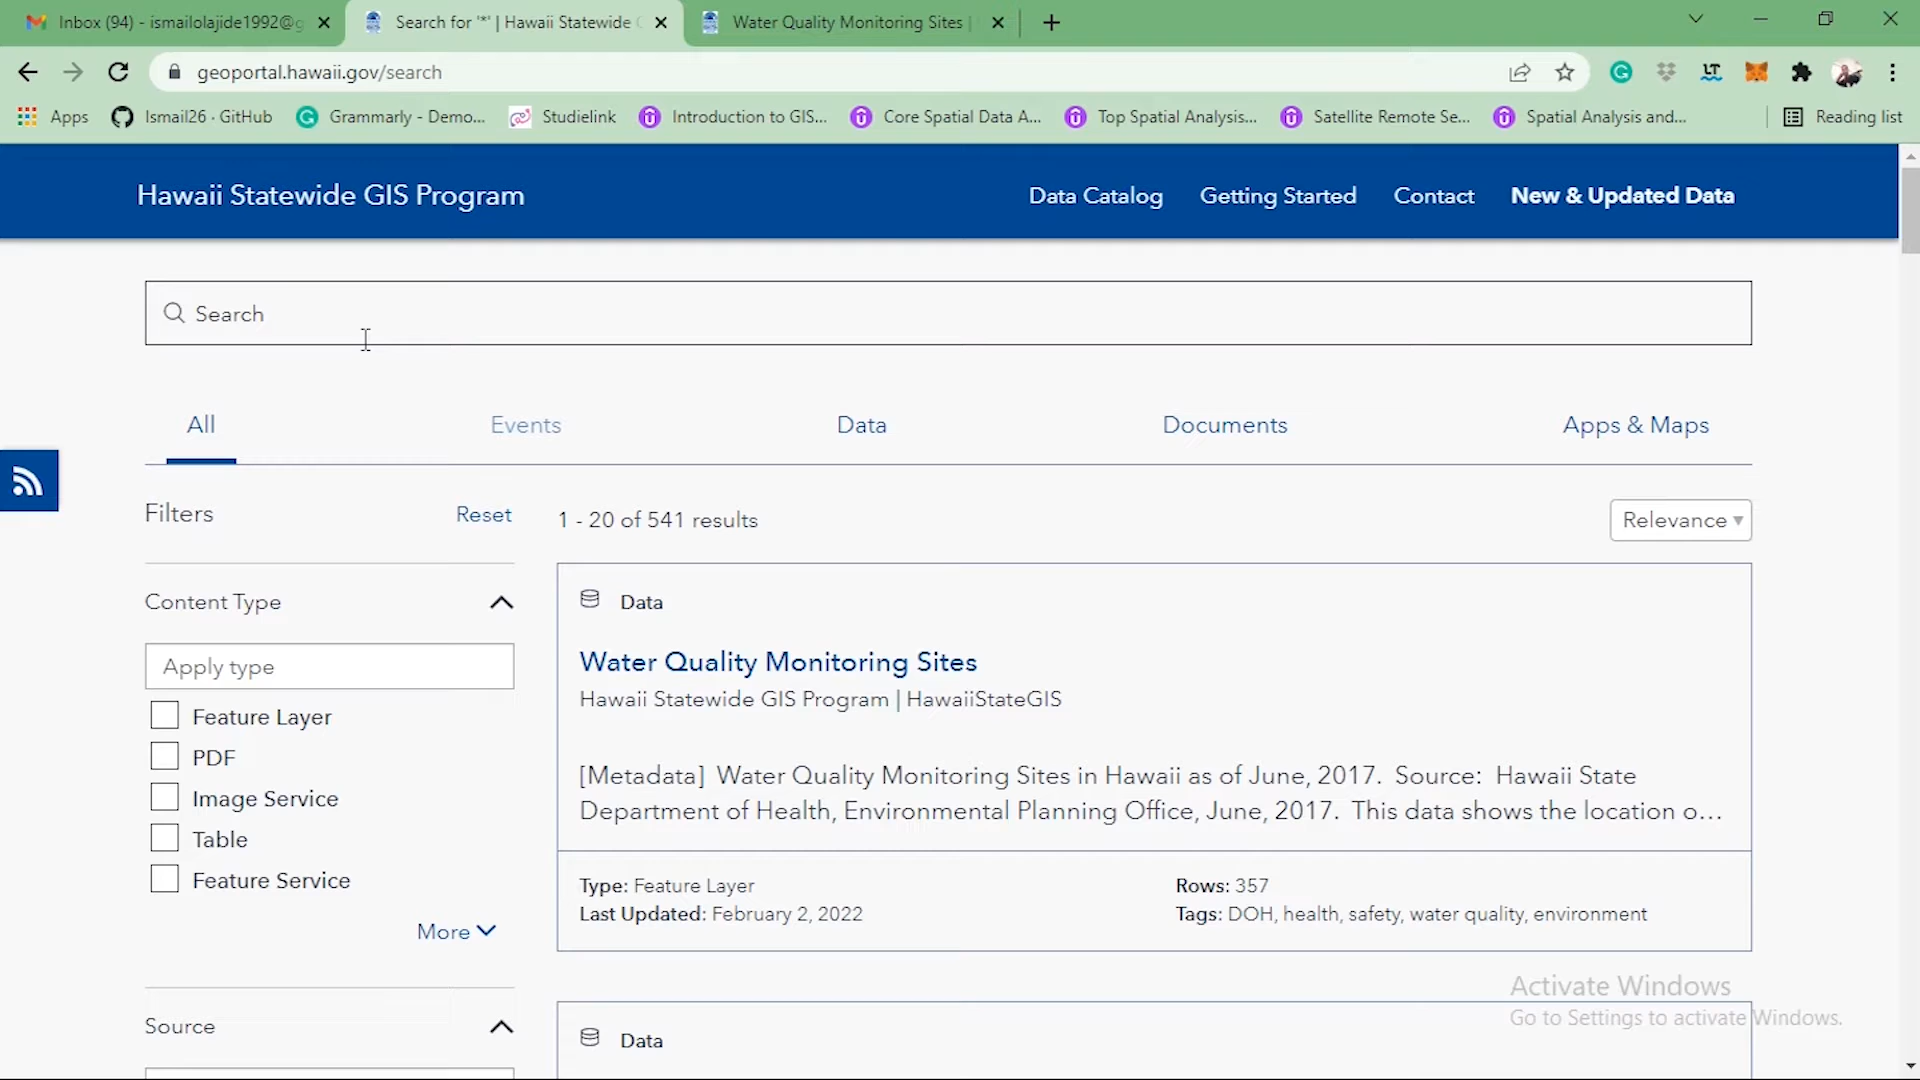 Inbox (94) - ismailolajide1992@g
Search for '*' | Hawaii Statewide G
Water Quality Monitoring Sites |
geoportal.hawaii.gov/search
Apps
Ismail26 · GitHub
Grammarly - Demo...
Studielink
Introduction to GIS...
Core Spatial Data A...
Top Spatial Analysis...
Satellite Remote Se...
Spatial Analysis and...
Reading list
Hawaii Statewide GIS Program
Data Catalog
Getting Started
Contact
New & Updated Data
Search
All
Events
Data
Documents
Apps & Maps
Filters
Reset
1 - 20 of 541 results
Relevance
Content Type
Apply type
Feature Layer
PDF
Image Service
Table
Feature Service
More
Source
Data
Water Quality Monitoring Sites
Hawaii Statewide GIS Program | HawaiiStateGIS
[Metadata] Water Quality Monitoring Sites in Hawaii as of June, 2017. Source: Hawaii State
Department of Health, Environmental Planning Office, June, 2017. This data shows the location o...
Type: Feature Layer
Rows: 357
Last Updated: February 2, 2022
Tags: DOH, health, safety, water quality, environment
Data
Activate Windows
Go to Settings to activate Windows.